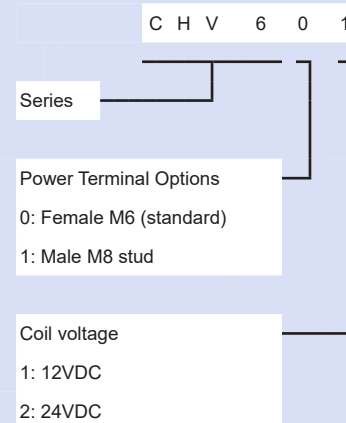 C H V 6 0 1
Series
Power Terminal Options
0: Female M6 (standard)
1: Male M8 stud
Coil voltage
1: 12VDC
2: 24VDC